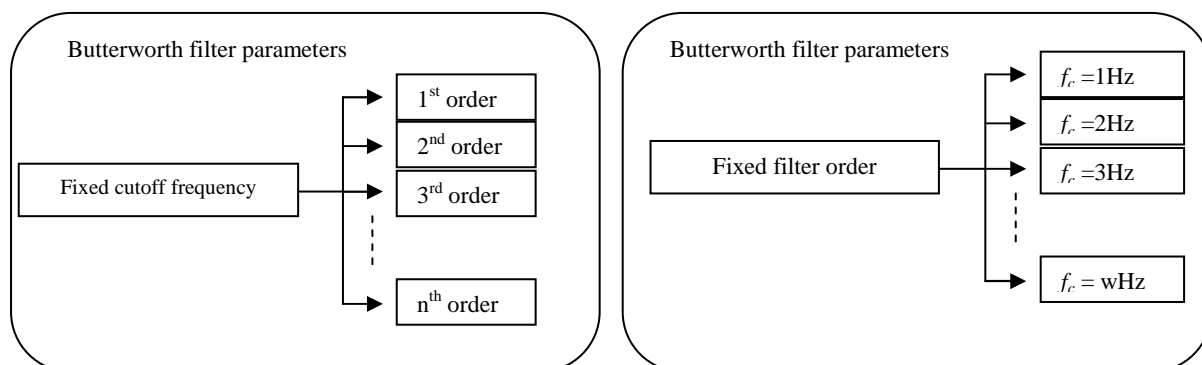 Butterworth filter parameters
1st order
2nd order
Fixed cutoff frequency
3rd order
nth order
Butterworth filter parameters
fc =1Hz
fc =2Hz
Fixed filter order
fc =3Hz
fc = wHz